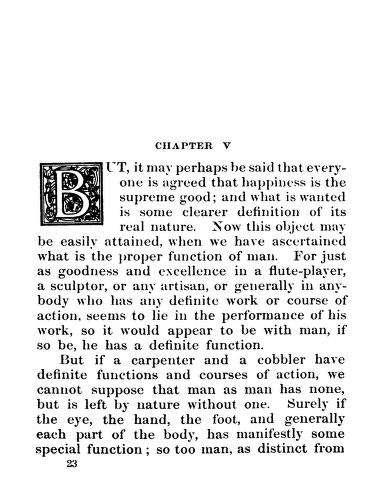 CHAPTER V
BUT, it may perhaps be said that every-
one is agreed that happiness is the
supreme good; and what is wanted
is some clearer definition of its
real nature. Now this object may
be easily attained, when we have ascertained
what is the proper function of man. For just
as goodness and excellence in a flute-player,
a sculptor, or any artisan, or generally in any-
body who has any definite work or course of
action, seems to lie in the performance of his
work, so it would appear to be with man, if
so be, he has a definite function.
But if a carpenter and a cobbler have
definite functions and courses of action, we
cannot suppose that man as man has none,
but is left by nature without one. Surely if
the eye, the hand, the foot, and generally
each part of the body, has manifestly some
special function; so too man, as distinct from
23